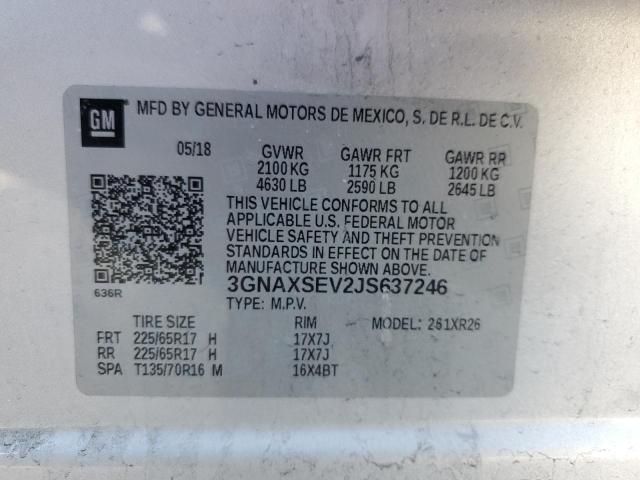 GM
MFD BY GENERAL MOTORS DE MEXICO, S. DE R.L. DE C.V.
05/18 GVWR GAWR FRT GAWR RR
2100 KG 1175 KG 1200 KG
4630 LB 2590 LB 2645 LB
THIS VEHICLE CONFORMS TO ALL
APPLICABLE U.S. FEDERAL MOTOR
VEHICLE SAFETY AND THEFT PREVENTION
STANDARDS IN EFFECT ON THE DATE OF
MANUFACTURE SHOWN ABOVE.
636R
3GNAXSEV2JS637246
TYPE: M.P.V.
TIRE SIZE RIM MODEL: 261XR26
FRT 225/65R17 H 17X7J
RR 225/65R17 H 17X7J
SPA T135/70R16 M 16X4BT